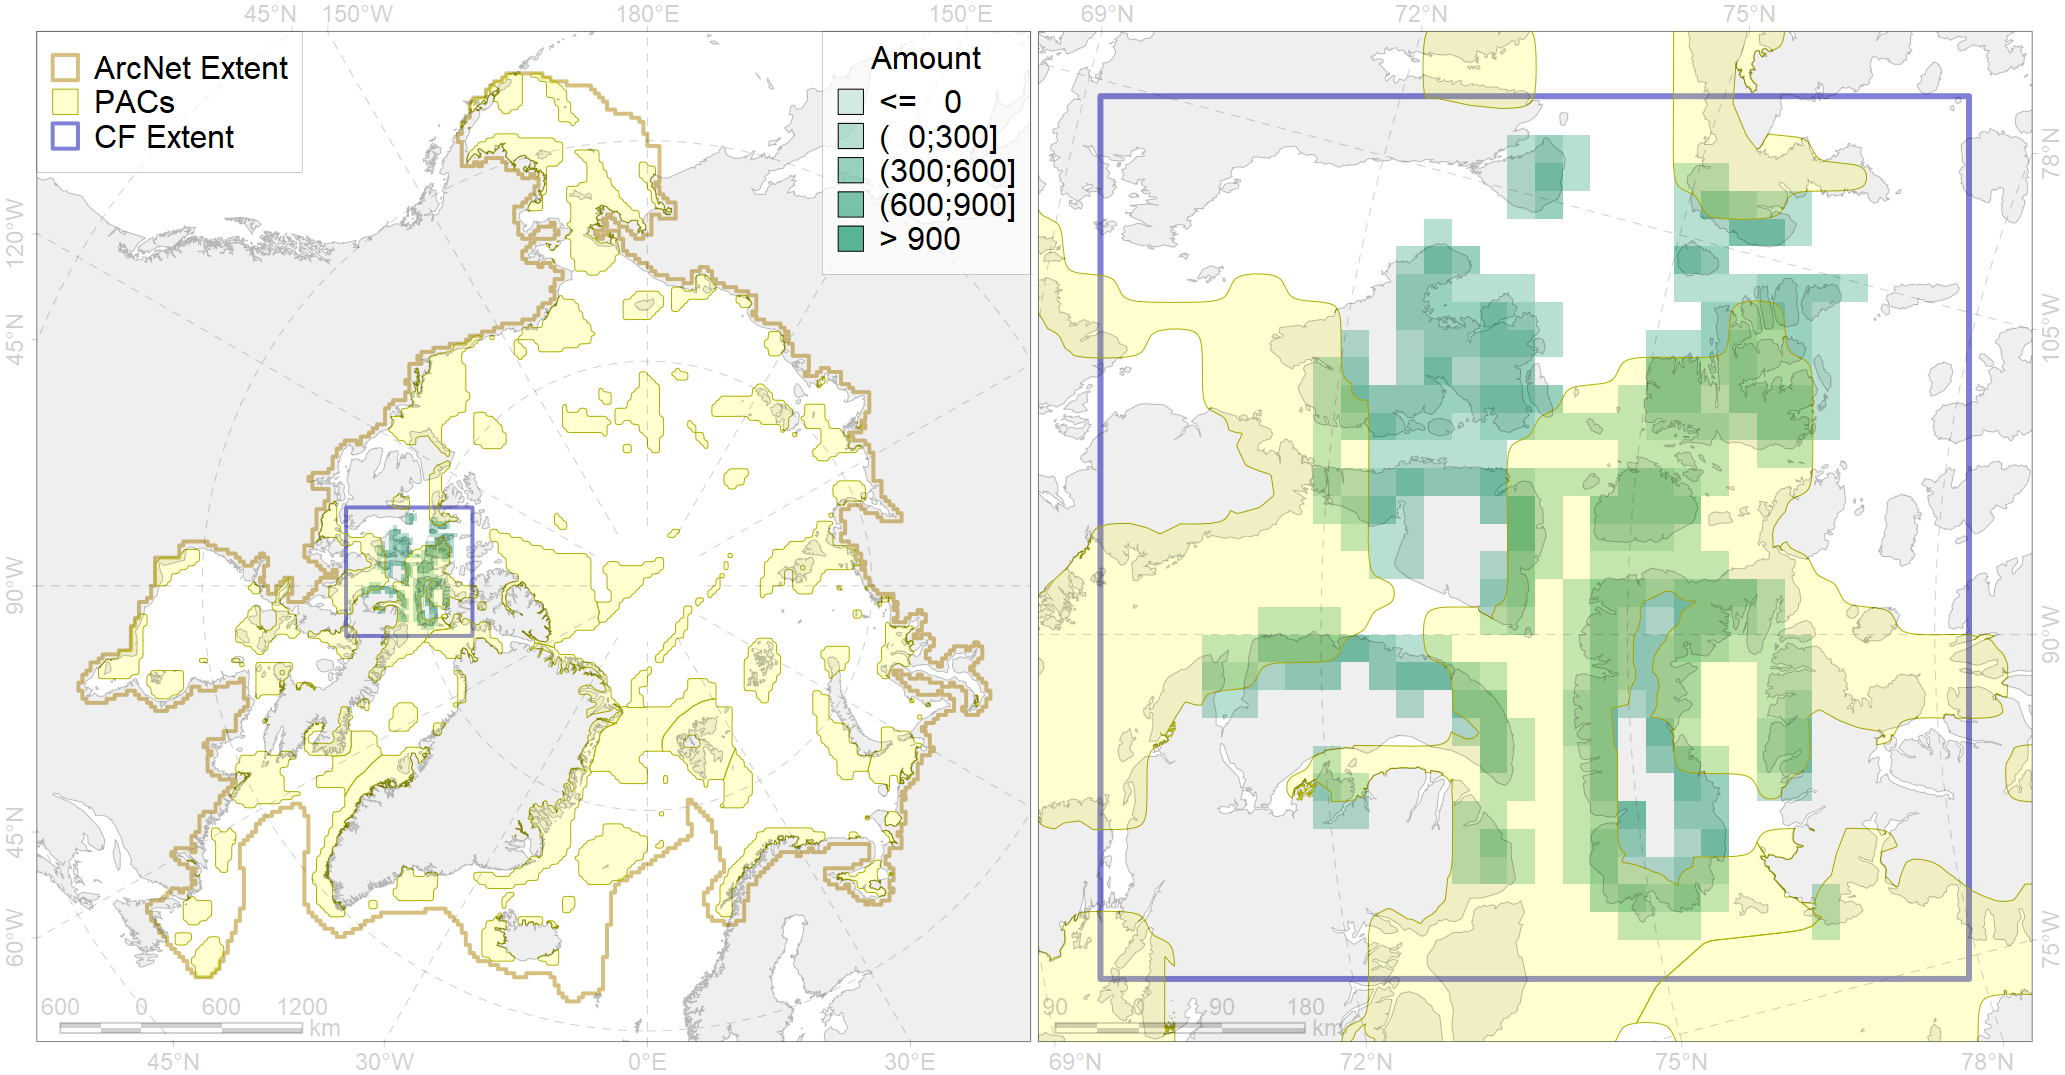 45°N 150°W 180°E 150°E 69°N 72°N 75°N
ArcNet Extent
PACs
CF Extent
Amount
<= 0
( 0;300]
(300;600]
(600;900]
> 900
120°W
45°N
90°W
45°N
60°W
78°N
105°W
90°W
75°W
600 0 600 1200
km
90 0 90 180
km
45°N 30°W 0°E 30°E 69°N 72°N 75°N 78°N